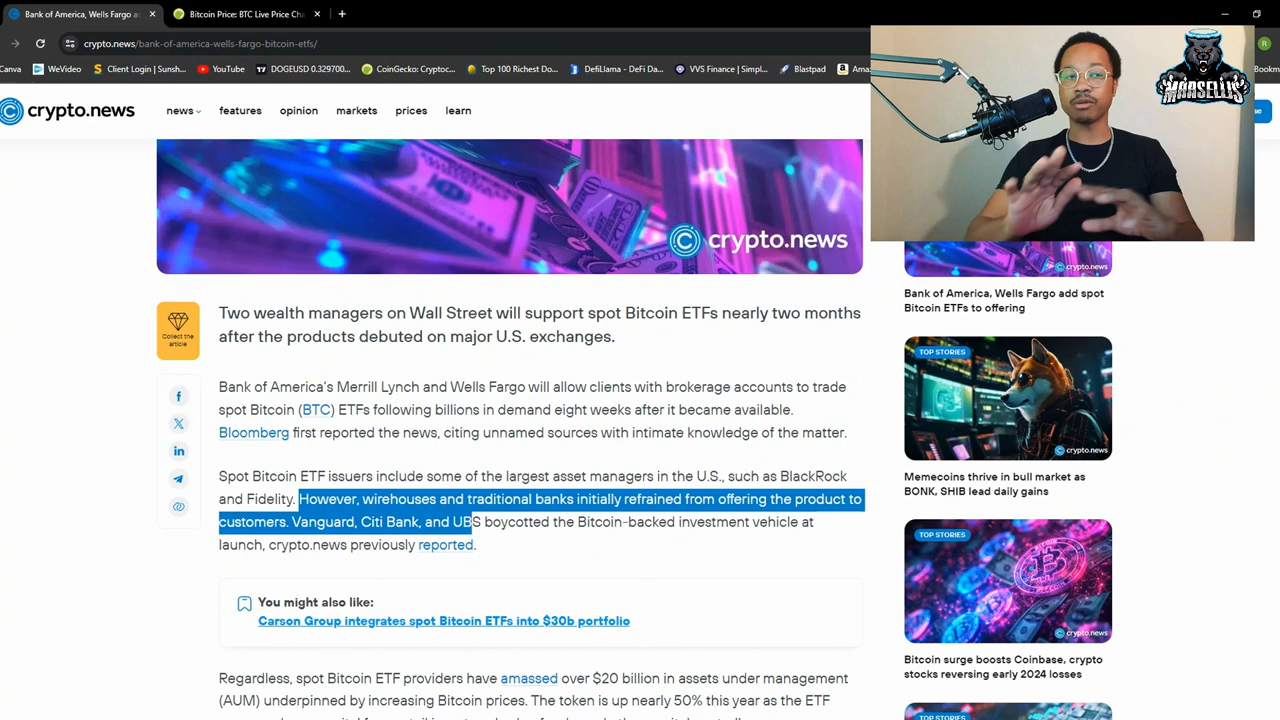 Bank of America, Wells Fargo a
Bitcoin Price: BTC Live Price Cha
crypto.news/bank-of-america-wells-fargo-bitcoin-etfs/
Canva
WeVideo
Client Login | Sunsh...
YouTube
DOGEUSD 0.329700...
CoinGecko: Cryptoc...
Top 100 Richest Do...
DefiLlama - DeFi Da...
VVS Finance | Simpl...
Blastpad
Amaz
Bookm
R
MARSELLIS
crypto.news
news
features
opinion
markets
prices
learn
crypto.news
crypto.news
Collect the
article
Two wealth managers on Wall Street will support spot Bitcoin ETFs nearly two months
after the products debuted on major U.S. exchanges.
Bank of America's Merrill Lynch and Wells Fargo will allow clients with brokerage accounts to trade
spot Bitcoin (BTC) ETFs following billions in demand eight weeks after it became available.
Bloomberg first reported the news, citing unnamed sources with intimate knowledge of the matter.
Spot Bitcoin ETF issuers include some of the largest asset managers in the U.S., such as BlackRock
and Fidelity. However, wirehouses and traditional banks initially refrained from offering the product to
customers. Vanguard, Citi Bank, and UBS boycotted the Bitcoin-backed investment vehicle at
launch, crypto.news previously reported.
You might also like:
Carson Group integrates spot Bitcoin ETFs into $30b portfolio
Regardless, spot Bitcoin ETF providers have amassed over $20 billion in assets under management
(AUM) underpinned by increasing Bitcoin prices. The token is up nearly 50% this year as the ETF
Bank of America, Wells Fargo add spot
Bitcoin ETFs to offering
TOP STORIES
crypto.news
Memecoins thrive in bull market as
BONK, SHIB lead daily gains
TOP STORIES
crypto.news
Bitcoin surge boosts Coinbase, crypto
stocks reversing early 2024 losses
TOP STORIES